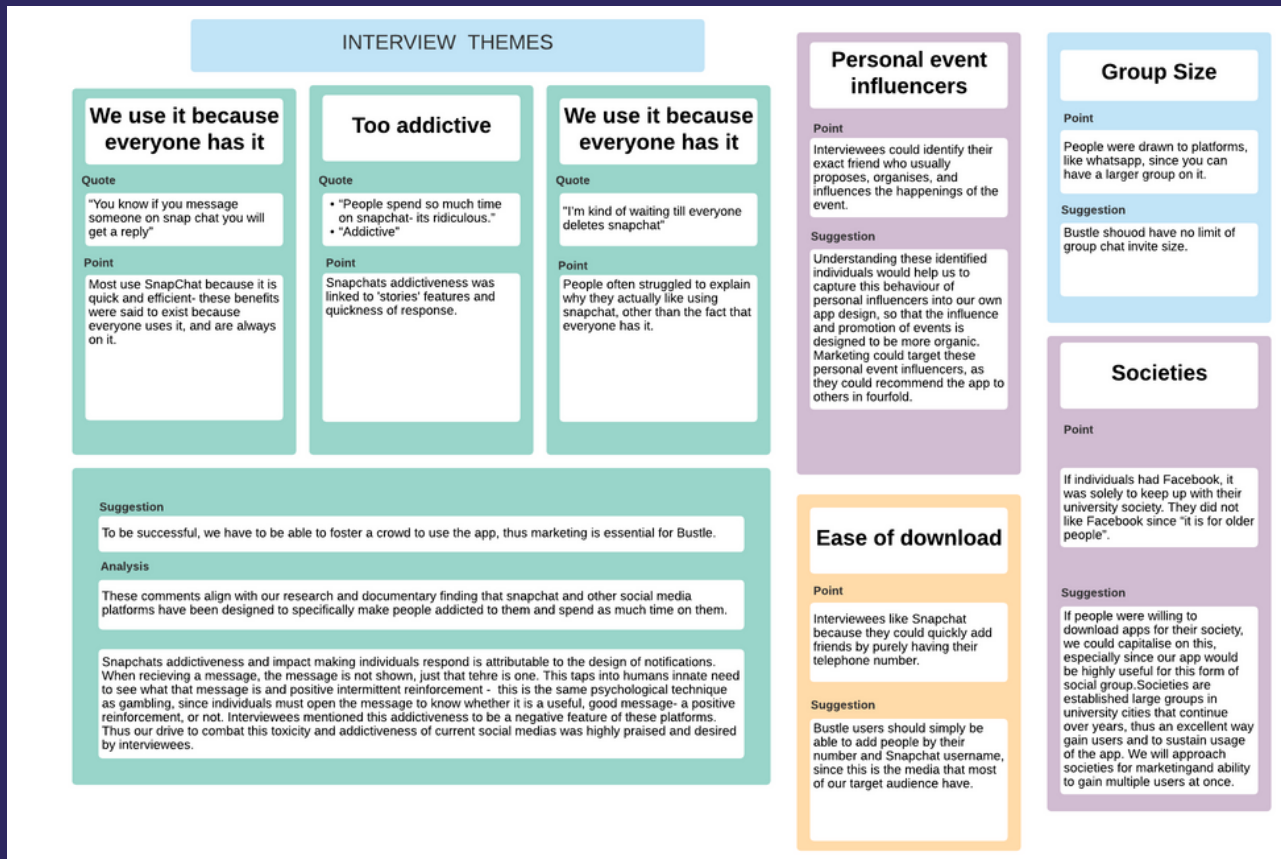 INTERVIEW THEMES
We use it because
everyone has it
Quote
"You know if you message
someone on snap chat you will
get a reply"
Point
Most use SnapChat because it is
quick and efficient- these benefits
were said to exist because
everyone uses it, and are always
on it.
Too addictive
Quote
• "People spend so much time
on snapchat- its ridiculous."
• "Addictive"
Point
Snapchats addictiveness was
linked to 'stories' features and
quickness of response.
We use it because
everyone has it
Quote
"I'm kind of waiting till everyone
deletes snapchat"
Point
People often struggled to explain
why they actually like using
snapchat, other than the fact that
everyone has it.
Suggestion
To be successful, we have to be able to foster a crowd to use the app, thus marketing is essential for Bustle.
Analysis
These comments align with our research and documentary finding that snapchat and other social media
platforms have been designed to specifically make people addicted to them and spend as much time on them.
Snapchats addictiveness and impact making individuals respond is attributable to the design of notifications.
When recieving a message, the message is not shown, just that tehre is one. This taps into humans innate need
to see what that message is and positive intermittent reinforcement - this is the same psychological technique
as gambling, since individuals must open the message to know whether it is a useful, good message- a positive
reinforcement, or not. Interviewees mentioned this addictiveness to be a negative feature of these platforms.
Thus our drive to combat this toxicity and addictiveness of current social medias was highly praised and desired
by interviewees.
Personal event
influencers
Point
Interviewees could identify their
exact friend who usually
proposes, organises, and
influences the happenings of the
event.
Suggestion
Understanding these identified
individuals would help us to
capture this behaviour of
personal influencers into our own
app design, so that the influence
and promotion of events is
designed to be more organic.
Marketing could target these
personal event influencers, as
they could recommend the app to
others in fourfold.
Ease of download
Point
Interviewees like Snapchat
because they could quickly add
friends by purely having their
telephone number.
Suggestion
Bustle users should simply be
able to add people by their
number and Snapchat username,
since this is the media that most
of our target audience have.
Group Size
Point
People were drawn to platforms,
like whatsapp, since you can
have a larger group on it.
Suggestion
Bustle shouod have no limit of
group chat invite size.
Societies
Point
If individuals had Facebook, it
was solely to keep up with their
university society. They did not
like Facebook since "it is for older
people".
Suggestion
If people were willing to
download apps for their society,
we could capitalise on this,
especially since our app would
be highly useful for this form of
social group.Societies are
established large groups in
university cities that continue
over years, thus an excellent way
gain users and to sustain usage
of the app. We will approach
societies for marketingand ability
to gain multiple users at once.